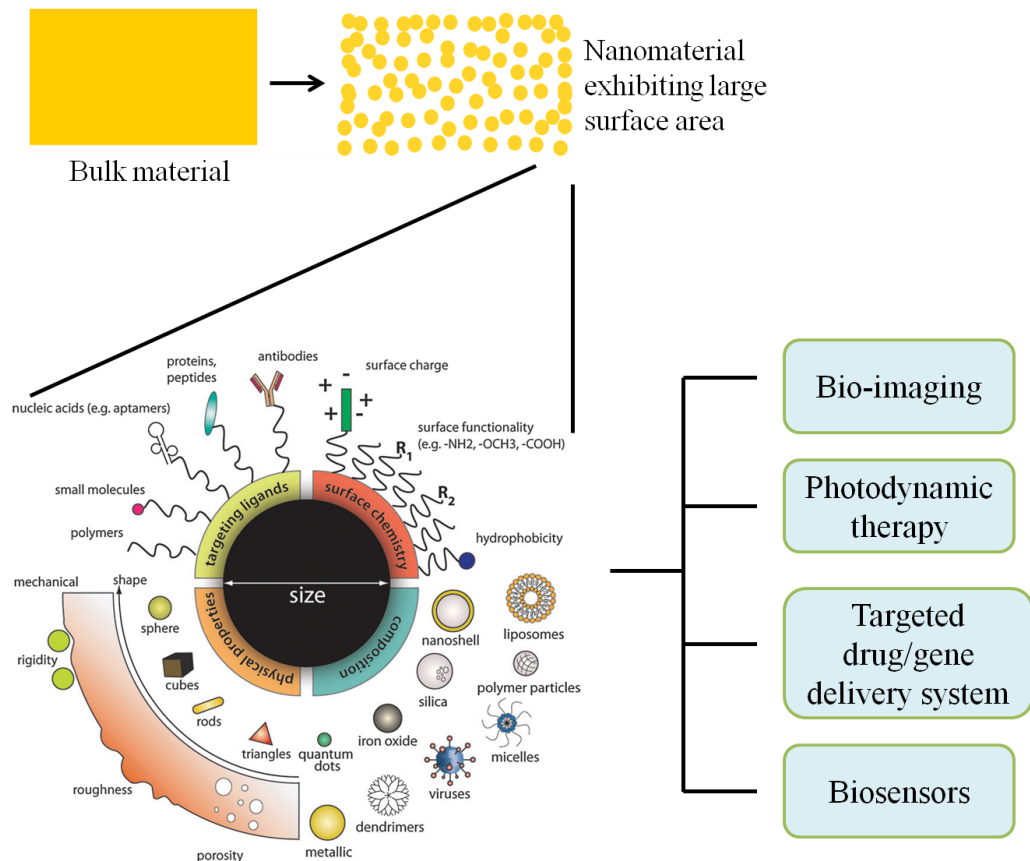 Nanomaterial
exhibiting large
surface area
Bulk material
antibodies
proteins,
peptides
surface charge
+ - + + - +
nucleic acids (e.g. aptamers)
surface functionality
(e.g. -NH2, -OCH3, -COOH)
R1
R2
small molecules
polymers
hydrophobicity
targeting ligands
surface chemistry
physical properties
composition
size
mechanical
shape
sphere
rigidity
cubes
rods
triangles
quantum
dots
roughness
porosity
metallic
dendrimers
viruses
iron oxide
micelles
silica
polymer particles
nanoshell
liposomes
Bio-imaging
Photodynamic
therapy
Targeted
drug/gene
delivery system
Biosensors